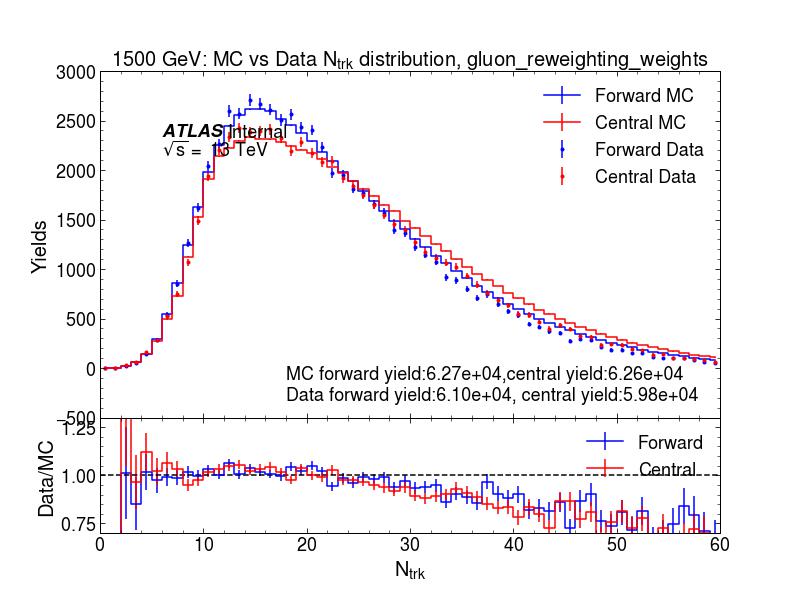 1500 GeV: MC vs Data Ntrk distribution, gluon_reweighting_weights
3000
2500
2000
1500
1000
500
0
−500
Yields
ATLAS Internal
√s = 13 TeV
Forward MC
Central MC
Forward Data
Central Data
MC forward yield:6.27e+04,central yield:6.26e+04
Data forward yield:6.10e+04, central yield:5.98e+04
1.25
1.00
0.75
Data/MC
Forward
Central
0 10 20 30 40 50 60
Ntrk